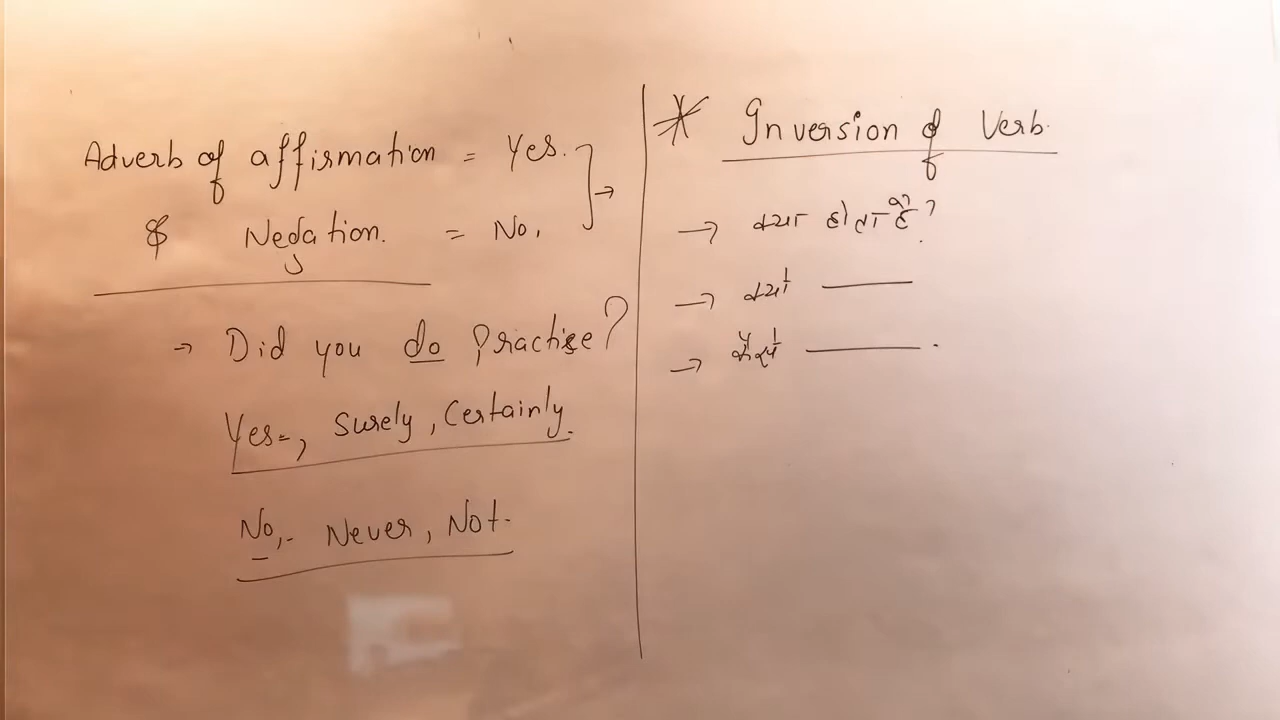 Adverb of affirmation = Yes.
& Negation. = No,
→ Did you do Practise?
Yes-, Surely, Certainly.
No,- Never, Not.
* Inversion of Verb.
→ क्या होता है?
→ क्यों ——
→ कैसे —— .